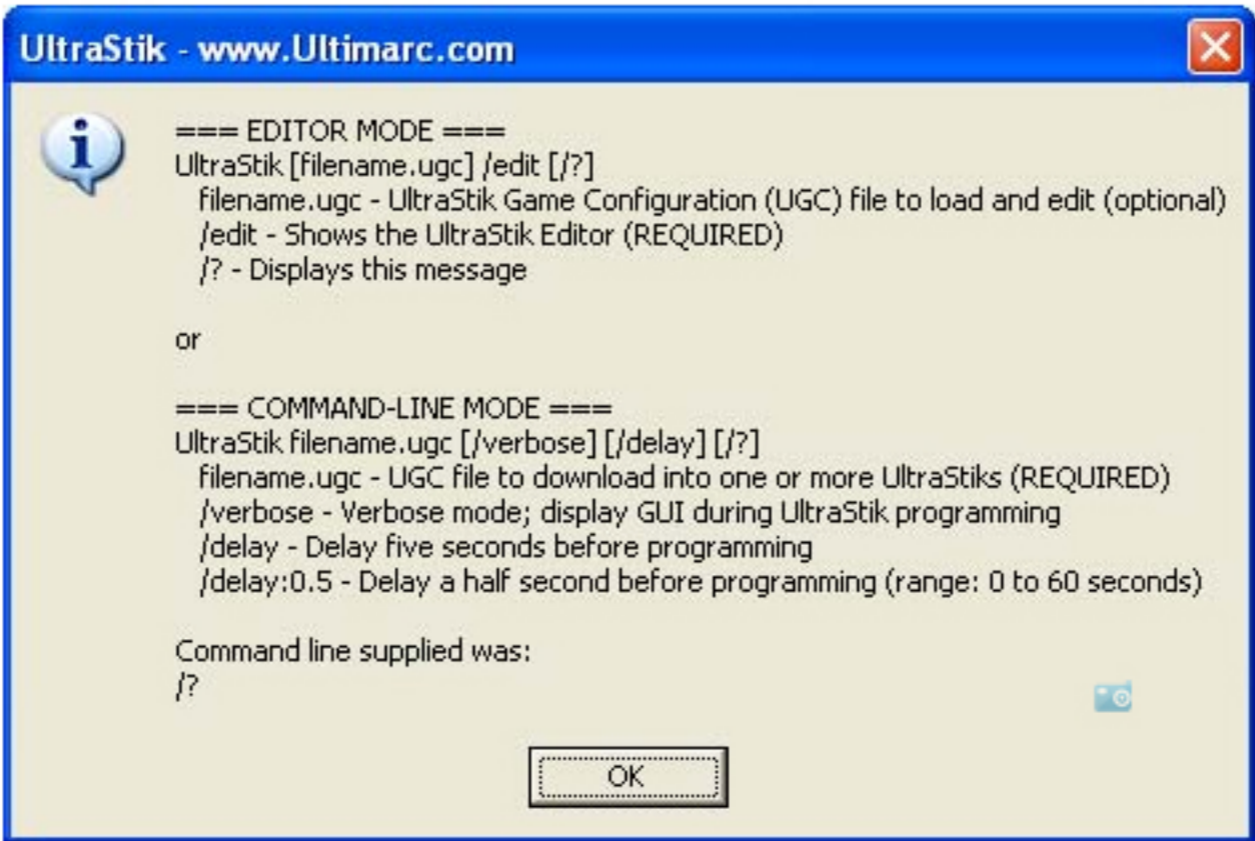 UltraStik - www.Ultimarc.com
=== EDITOR MODE ===
UltraStik [filename.ugc] /edit [/?]
filename.ugc - UltraStik Game Configuration (UGC) file to load and edit (optional)
/edit - Shows the UltraStik Editor (REQUIRED)
/? - Displays this message
or
=== COMMAND-LINE MODE ===
UltraStik filename.ugc [/verbose] [/delay] [/?]
filename.ugc - UGC file to download into one or more UltraStiks (REQUIRED)
/verbose - Verbose mode; display GUI during UltraStik programming
/delay - Delay five seconds before programming
/delay:0.5 - Delay a half second before programming (range: 0 to 60 seconds)
Command line supplied was:
/?
OK